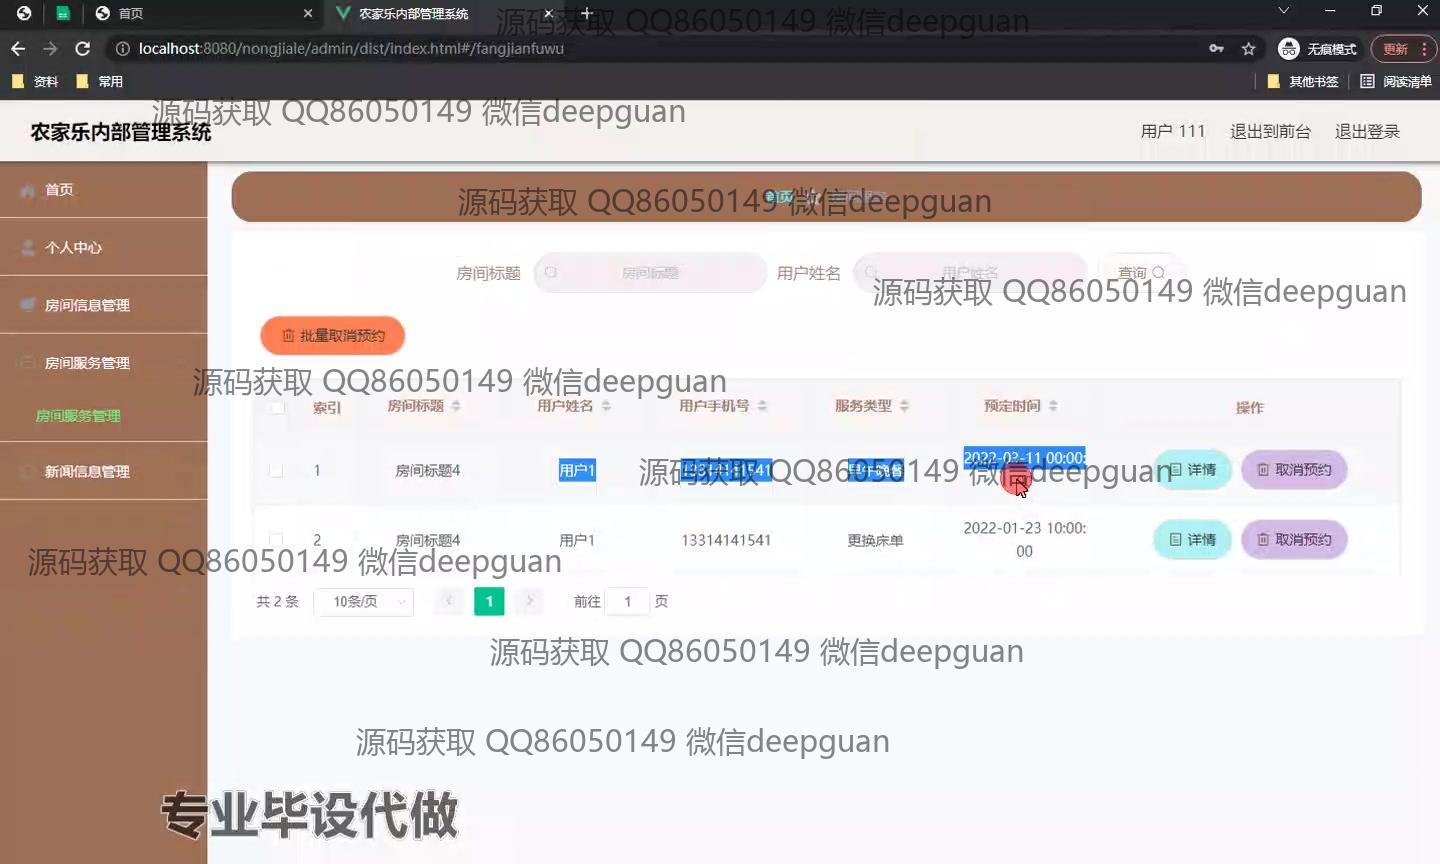 首页
农家乐内部管理系统
localhost:8080/nongjiale/admin/dist/index.html#/fangjianfuwu
无痕模式
更新
资料
常用
其他书签
阅读清单
源码获取 QQ86050149 微信deepguan
源码获取 QQ86050149 微信deepguan
农家乐内部管理系统
用户 111
退出到前台
退出登录
首页
个人中心
房间信息管理
房间服务管理
房间服务管理
新闻信息管理
首页
源码获取 QQ86050149 微信deepguan
房间标题
房间标题
用户姓名
用户姓名
查询
源码获取 QQ86050149 微信deepguan
批量取消预约
源码获取 QQ86050149 微信deepguan
索引 房间标题 用户姓名 用户手机号 服务类型 预定时间 操作
1 房间标题4 用户1 13314141541 早午晚餐 2022-03-11 00:00: 详情 取消预约
源码获取 QQ86050149 微信deepguan
2 房间标题4 用户1 13314141541 更换床单 2022-01-23 10:00:
00 详情 取消预约
源码获取 QQ86050149 微信deepguan
共 2 条 10条/页 1 前往 1 页
源码获取 QQ86050149 微信deepguan
源码获取 QQ86050149 微信deepguan
专业毕设代做